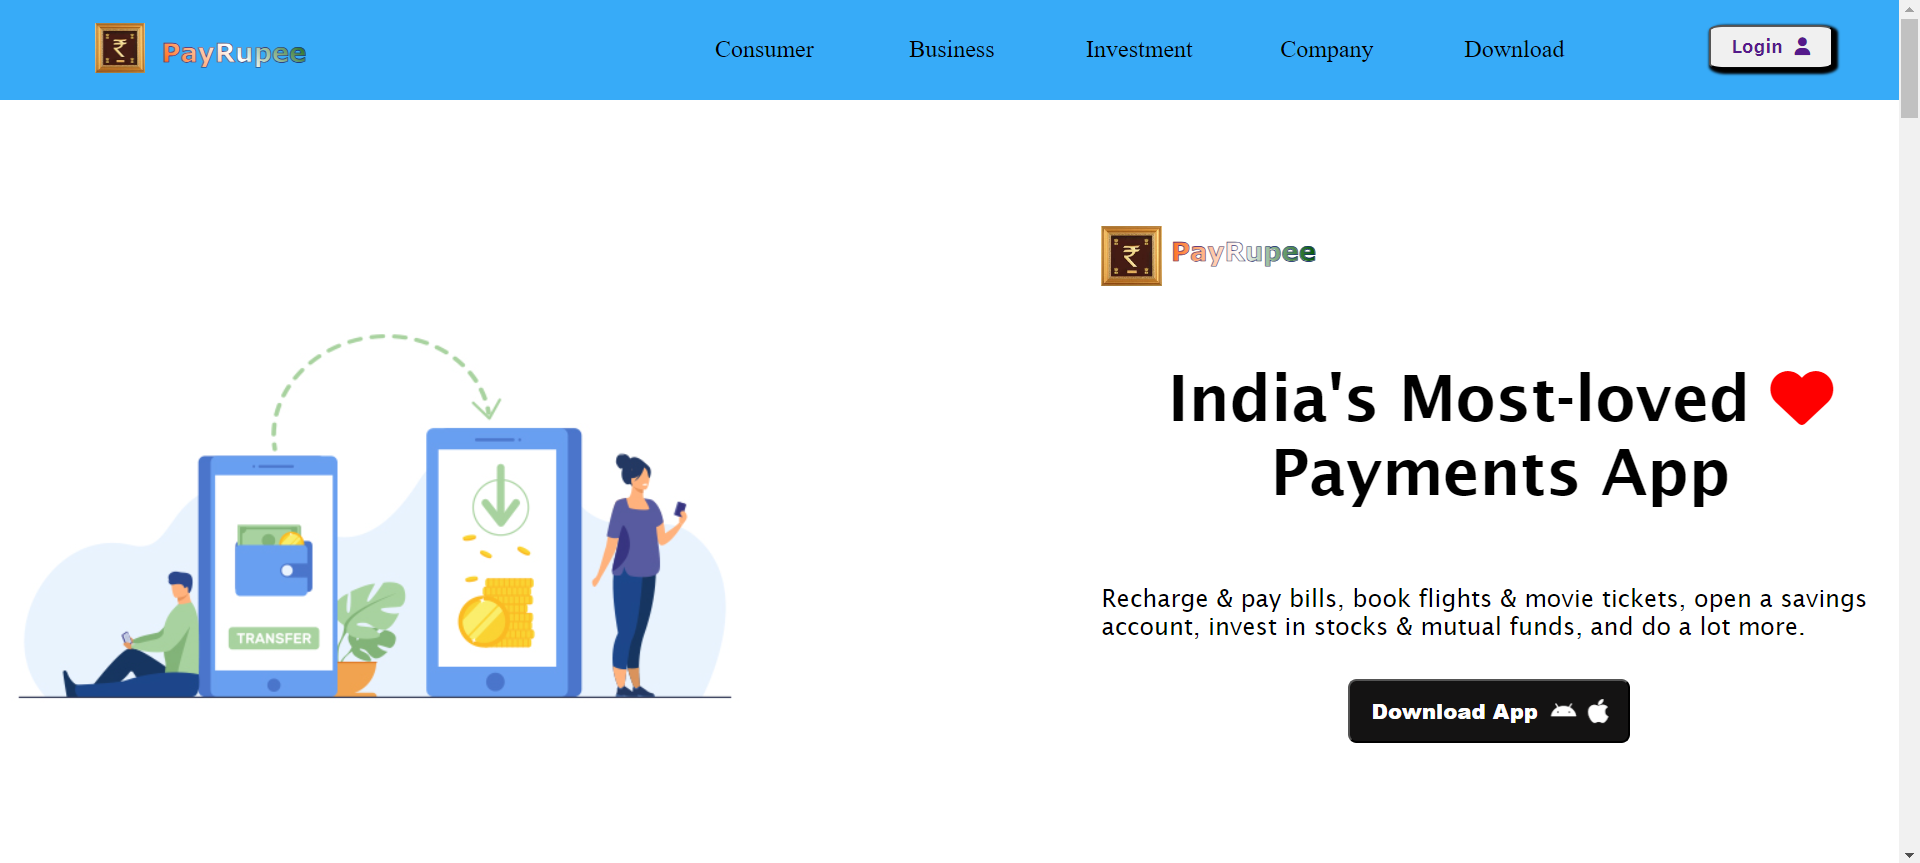 ₹ PayRupee Consumer Business Investment Company Download Login
₹ PayRupee
India's Most-loved
Payments App
Recharge & pay bills, book flights & movie tickets, open a savings
account, invest in stocks & mutual funds, and do a lot more.
TRANSFER
Download App